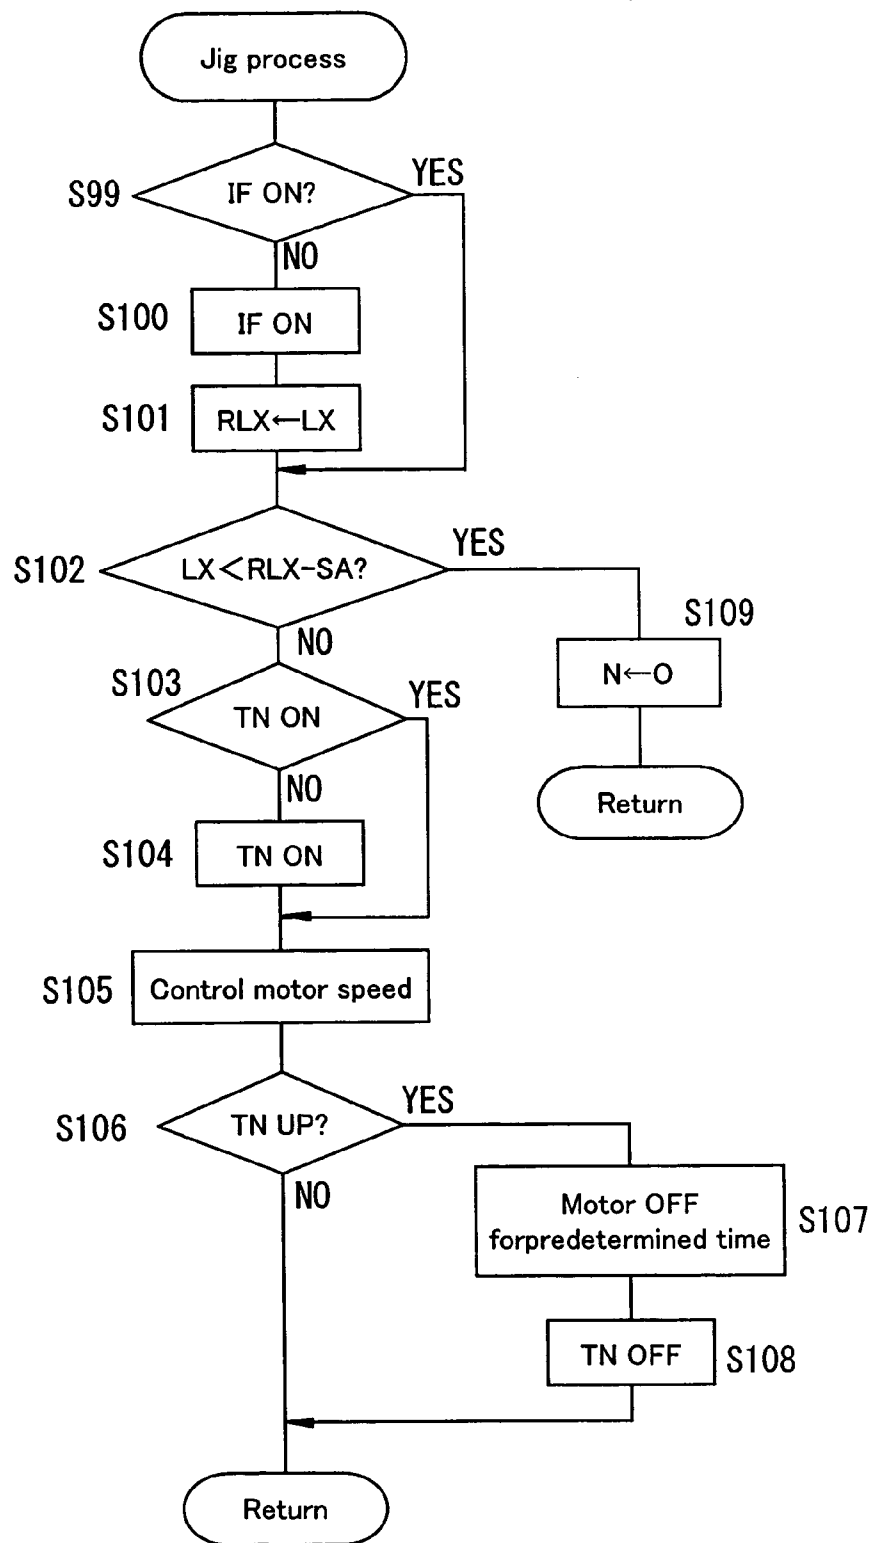 Jig process
S99
IF ON?
YES
NO
S100
IF ON
S101
RLX←LX
S102
LX<RLX-SA?
YES
NO
S109
N←O
Return
S103
TN ON
YES
NO
S104
TN ON
S105
Control motor speed
S106
TN UP?
YES
NO
Motor OFF
forpredetermined time
S107
TN OFF
S108
Return